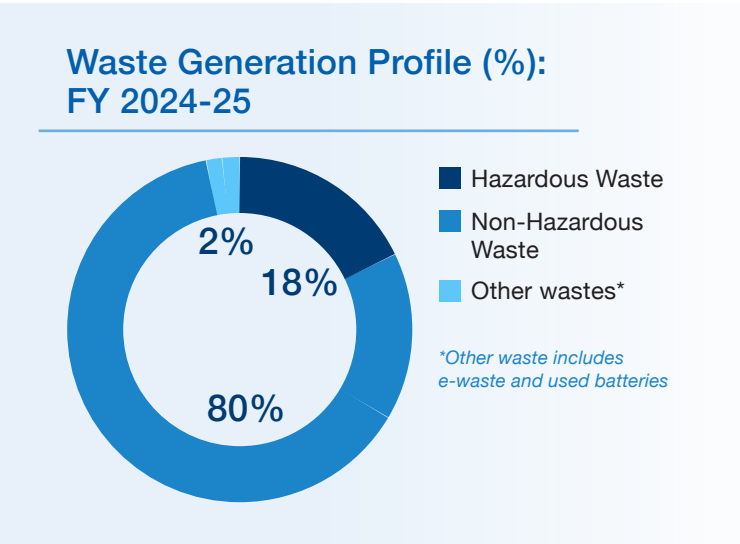 Waste Generation Profile (%):
FY 2024-25
2%
18%
80%
Hazardous Waste
Non-Hazardous
Waste
Other wastes*
*Other waste includes
e-waste and used batteries